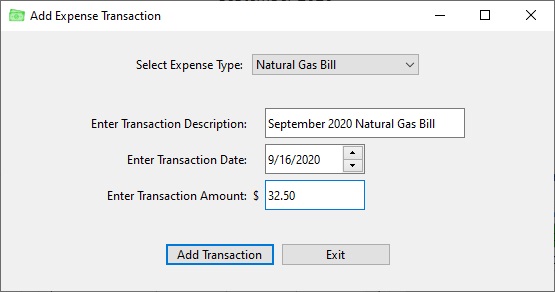 Add Expense Transaction
Select Expense Type: Natural Gas Bill
Enter Transaction Description: September 2020 Natural Gas Bill
Enter Transaction Date: 9/16/2020
Enter Transaction Amount: $ 32.50
Add Transaction Exit